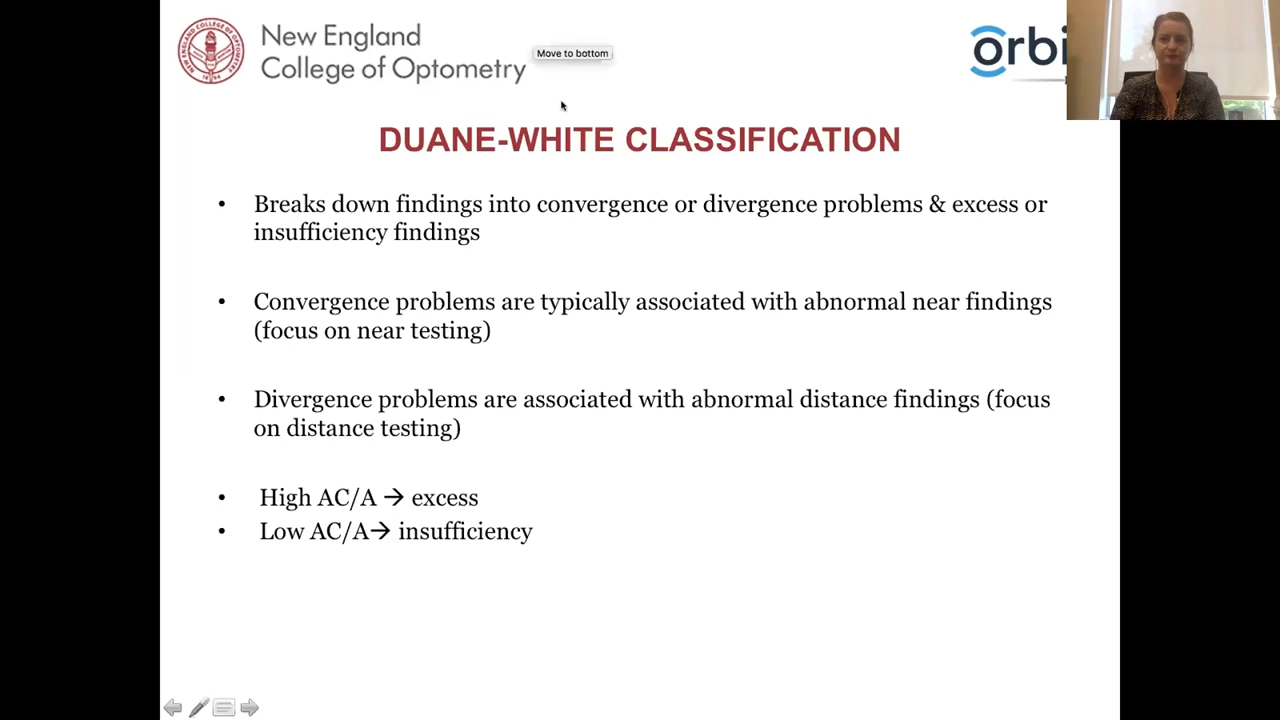 New England
College of Optometry
Move to bottom
orbi
DUANE-WHITE CLASSIFICATION
• Breaks down findings into convergence or divergence problems & excess or
insufficiency findings
• Convergence problems are typically associated with abnormal near findings
(focus on near testing)
• Divergence problems are associated with abnormal distance findings (focus
on distance testing)
• High AC/A → excess
• Low AC/A→ insufficiency